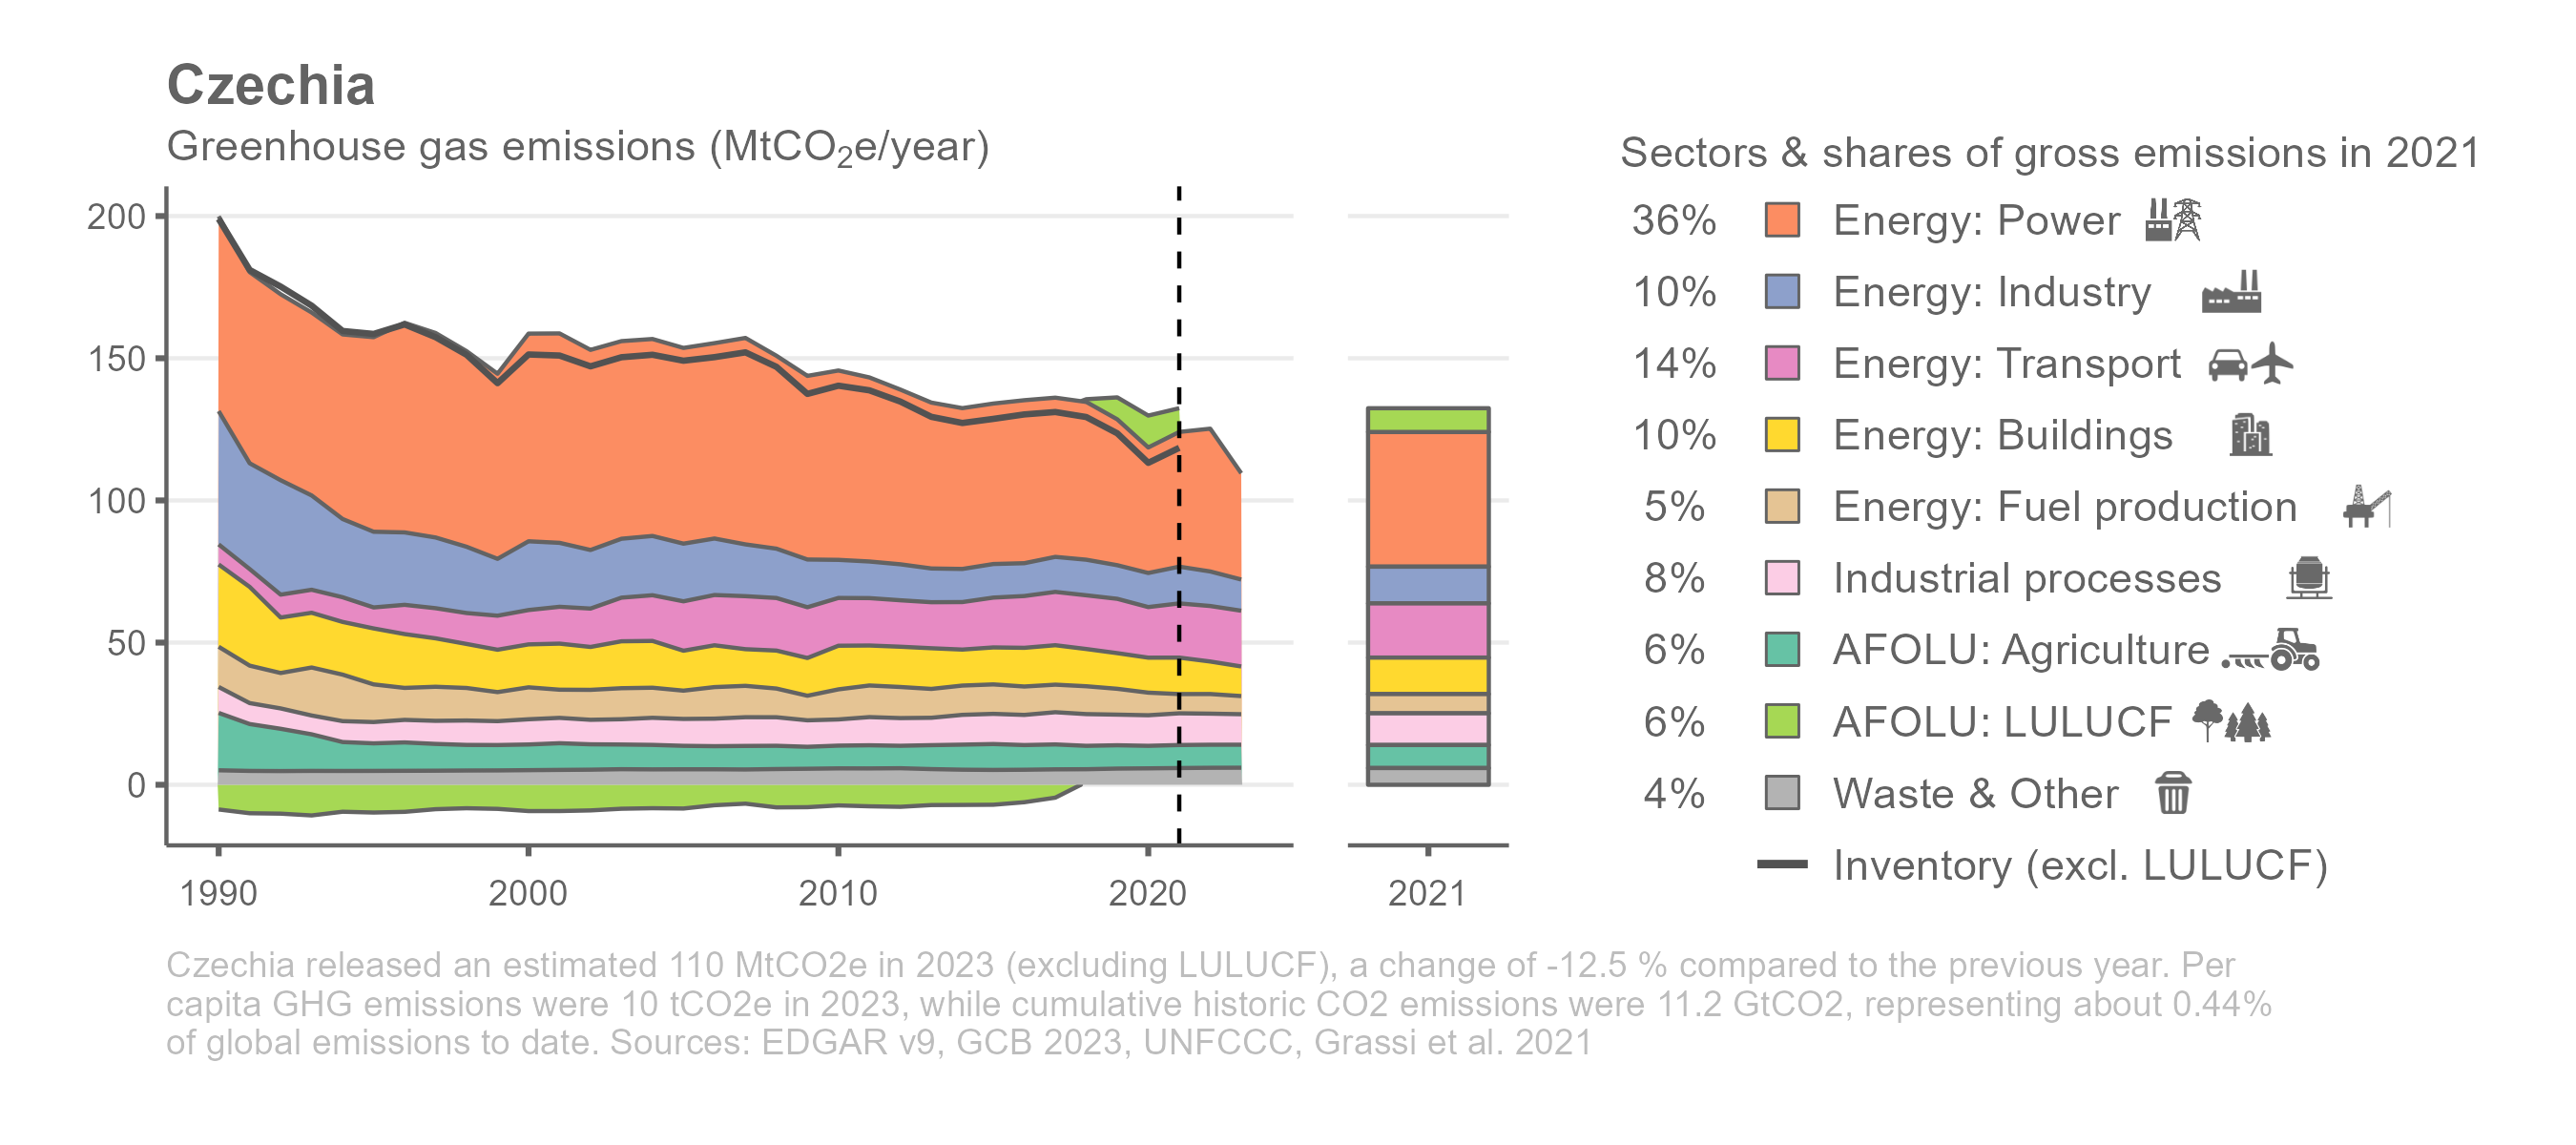 Czechia
Greenhouse gas emissions (MtCO₂e/year)
200
150
100
50
0
1990
2000
2010
2020
2021
Sectors & shares of gross emissions in 2021
36% Energy: Power
10% Energy: Industry
14% Energy: Transport
10% Energy: Buildings
5% Energy: Fuel production
8% Industrial processes
6% AFOLU: Agriculture
6% AFOLU: LULUCF
4% Waste & Other
Inventory (excl. LULUCF)
Czechia released an estimated 110 MtCO2e in 2023 (excluding LULUCF), a change of -12.5 % compared to the previous year. Per
capita GHG emissions were 10 tCO2e in 2023, while cumulative historic CO2 emissions were 11.2 GtCO2, representing about 0.44%
of global emissions to date. Sources: EDGAR v9, GCB 2023, UNFCCC, Grassi et al. 2021